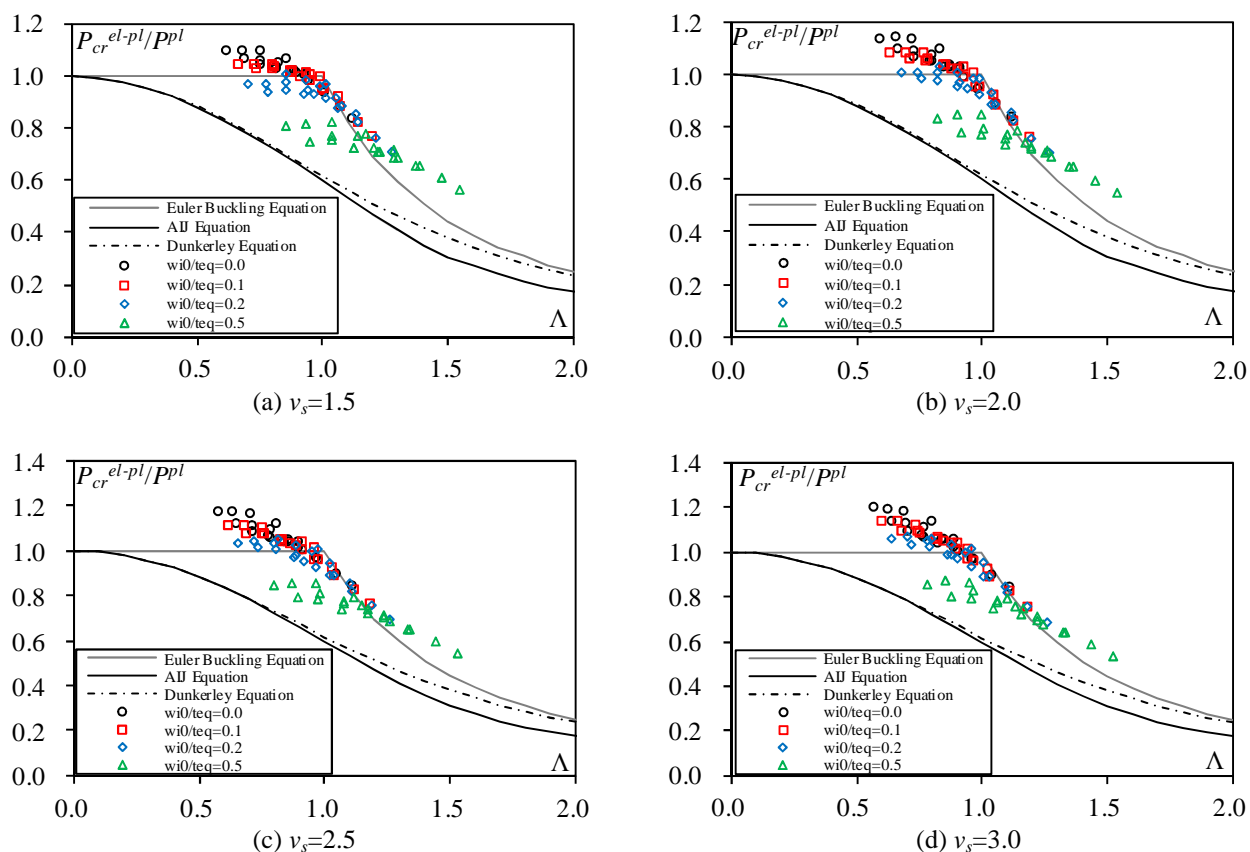 P_cr^el-pl/P^pl
1.2
1.0
0.8
0.6
0.4
0.2
0.0
Euler Buckling Equation
AIJ Equation
Dunkerley Equation
wi0/teq=0.0
wi0/teq=0.1
wi0/teq=0.2
wi0/teq=0.5
Λ
0.0 0.5 1.0 1.5 2.0
(a) v_s=1.5
P_cr^el-pl/P^pl
1.2
1.0
0.8
0.6
0.4
0.2
0.0
Euler Buckling Equation
AIJ Equation
Dunkerley Equation
wi0/teq=0.0
wi0/teq=0.1
wi0/teq=0.2
wi0/teq=0.5
Λ
0.0 0.5 1.0 1.5 2.0
(b) v_s=2.0
P_cr^el-pl/P^pl
1.4
1.2
1.0
0.8
0.6
0.4
0.2
0.0
Euler Buckling Equation
AIJ Equation
Dunkerley Equation
wi0/teq=0.0
wi0/teq=0.1
wi0/teq=0.2
wi0/teq=0.5
Λ
0.0 0.5 1.0 1.5 2.0
(c) v_s=2.5
P_cr^el-pl/P^pl
1.4
1.2
1.0
0.8
0.6
0.4
0.2
0.0
Euler Buckling Equation
AIJ Equation
Dunkerley Equation
wi0/teq=0.0
wi0/teq=0.1
wi0/teq=0.2
wi0/teq=0.5
Λ
0.0 0.5 1.0 1.5 2.0
(d) v_s=3.0